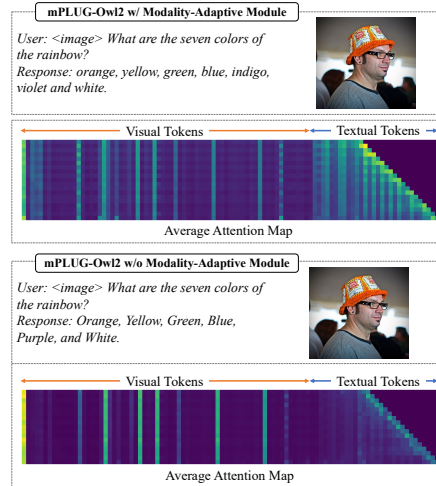 mPLUG-Owl2 w/ Modality-Adaptive Module
User: <image> What are the seven colors of
the rainbow?
Response: orange, yellow, green, blue, indigo,
violet and white.
Visual Tokens
Textual Tokens
Average Attention Map
mPLUG-Owl2 w/o Modality-Adaptive Module
User: <image> What are the seven colors of
the rainbow?
Response: Orange, Yellow, Green, Blue,
Purple, and White.
Visual Tokens
Textual Tokens
Average Attention Map